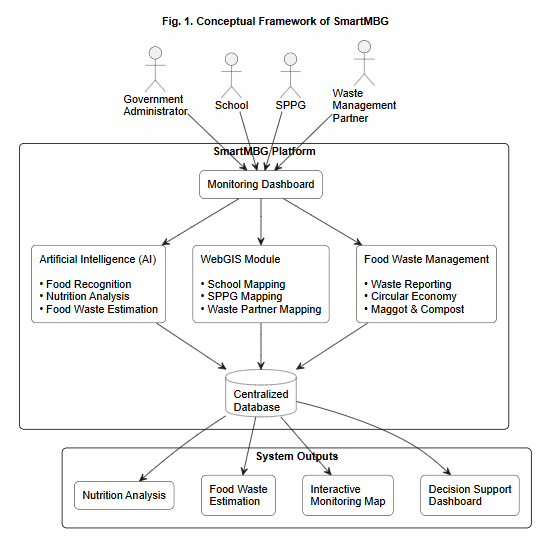 Fig. 1. Conceptual Framework of SmartMBG
Government
Administrator
School
SPPG
Waste
Management
Partner
SmartMBG Platform
Monitoring Dashboard
Artificial Intelligence (AI)
• Food Recognition
• Nutrition Analysis
• Food Waste Estimation
WebGIS Module
• School Mapping
• SPPG Mapping
• Waste Partner Mapping
Food Waste Management
• Waste Reporting
• Circular Economy
• Maggot & Compost
Centralized
Database
System Outputs
Nutrition Analysis
Food Waste
Estimation
Interactive
Monitoring Map
Decision Support
Dashboard